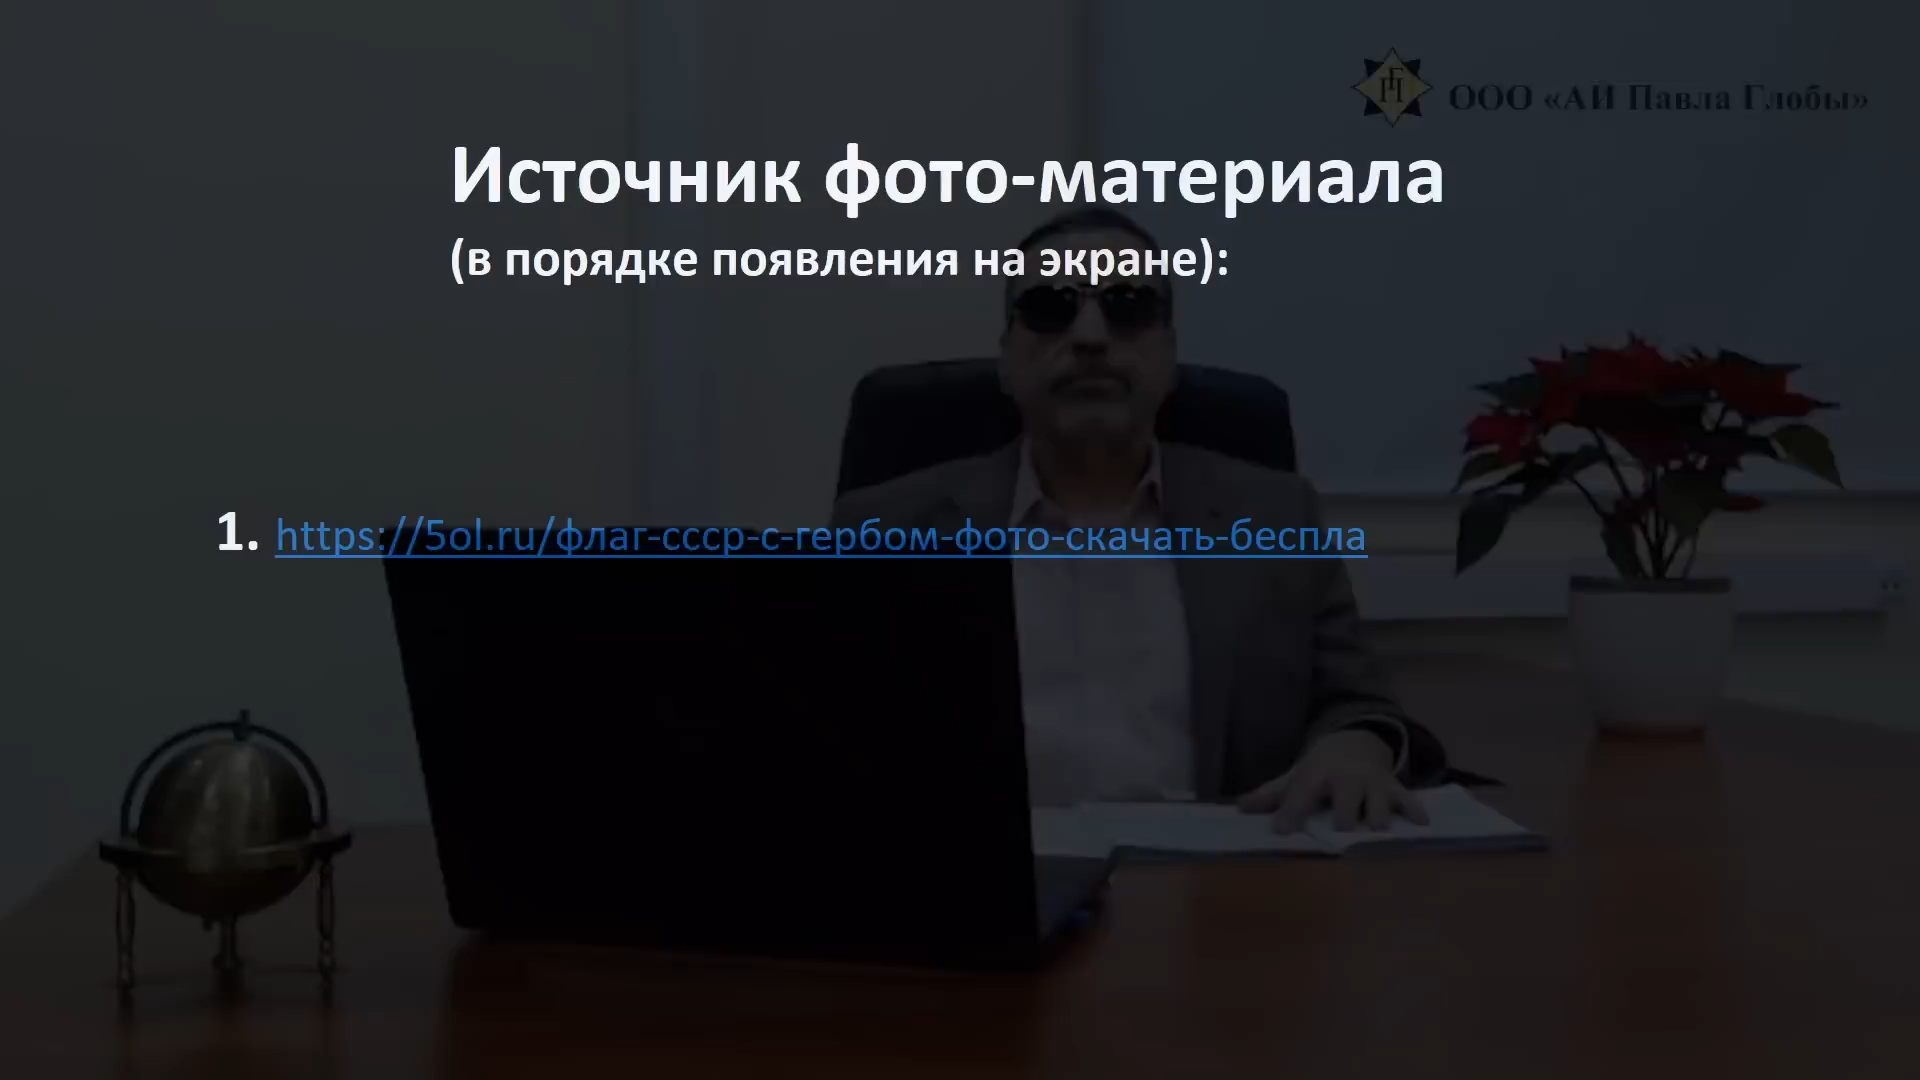 ГП
ООО «АИ Павла Глобы»
Источник фото-материала
(в порядке появления на экране):
1. https://5ol.ru/флаг-ссср-с-гербом-фото-скачать-беспла